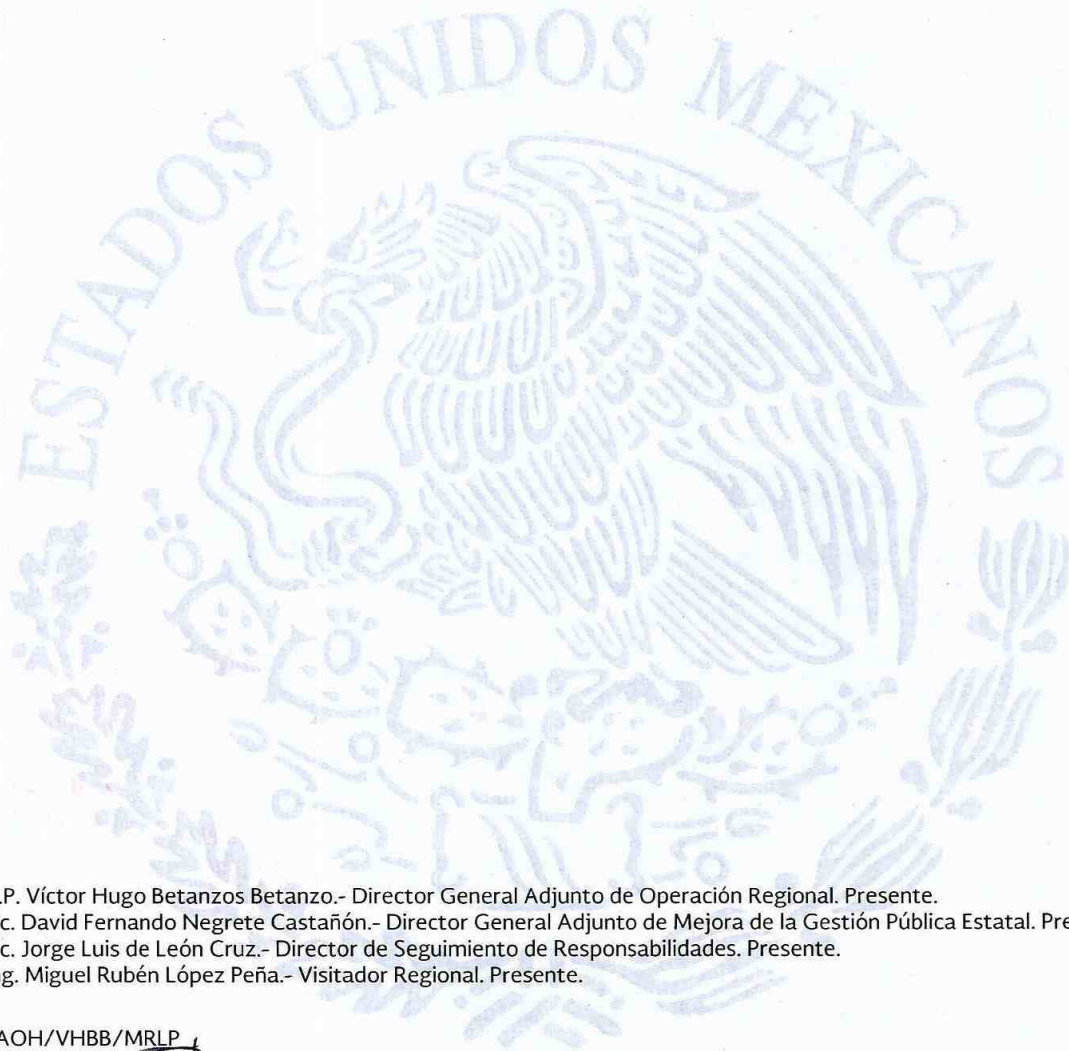 ESTADOS UNIDOS MEXICANOS
.P. Víctor Hugo Betanzos Betanzo.- Director General Adjunto de Operación Regional. Presente.
c. David Fernando Negrete Castañón.- Director General Adjunto de Mejora de la Gestión Pública Estatal. Pre
c. Jorge Luis de León Cruz.- Director de Seguimiento de Responsabilidades. Presente.
g. Miguel Rubén López Peña.- Visitador Regional. Presente.
AOH/VHBB/MRLP